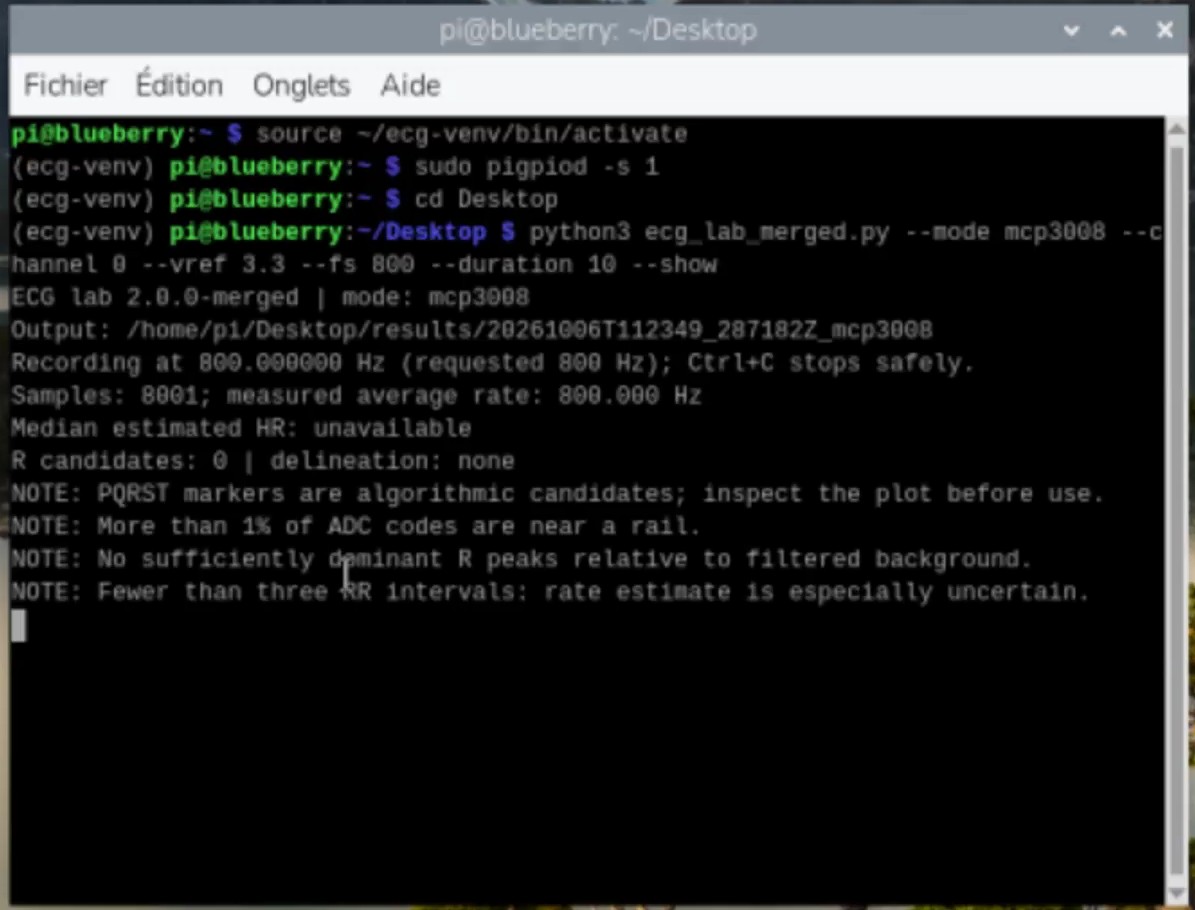 pi@blueberry: ~/Desktop
Fichier Édition Onglets Aide
pi@blueberry:~ $ source ~/ecg-venv/bin/activate
(ecg-venv) pi@blueberry:~ $ sudo pigpiod -s 1
(ecg-venv) pi@blueberry:~ $ cd Desktop
(ecg-venv) pi@blueberry:~/Desktop $ python3 ecg_lab_merged.py --mode mcp3008 --c
hannel 0 --vref 3.3 --fs 800 --duration 10 --show
ECG lab 2.0.0-merged | mode: mcp3008
Output: /home/pi/Desktop/results/20261006T112349_287182Z_mcp3008
Recording at 800.000000 Hz (requested 800 Hz); Ctrl+C stops safely.
Samples: 8001; measured average rate: 800.000 Hz
Median estimated HR: unavailable
R candidates: 0 | delineation: none
NOTE: PQRST markers are algorithmic candidates; inspect the plot before use.
NOTE: More than 1% of ADC codes are near a rail.
NOTE: No sufficiently dominant R peaks relative to filtered background.
NOTE: Fewer than three RR intervals: rate estimate is especially uncertain.